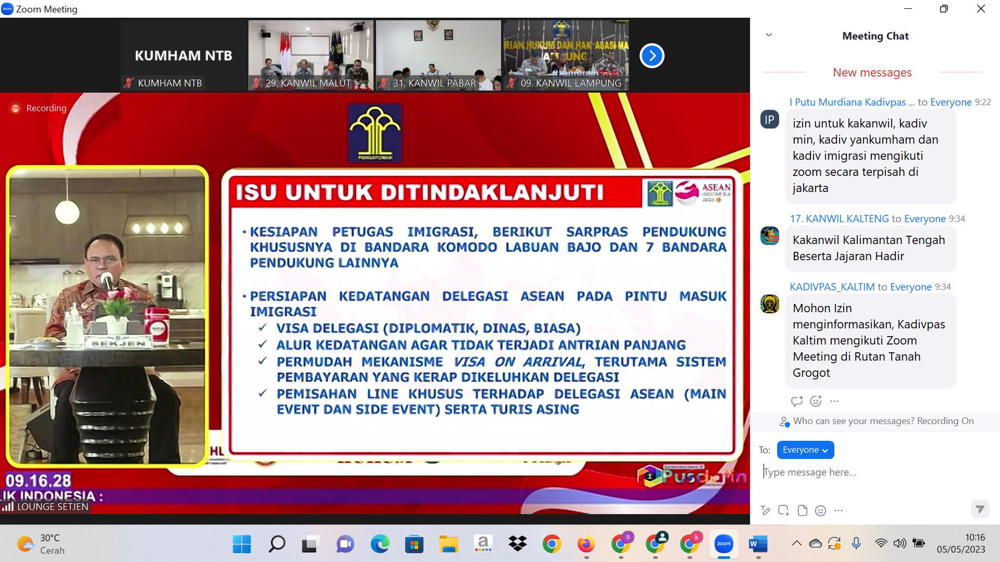 Zoom Meeting
KUMHAM NTB
KUMHAM NTB
29. KANWIL MALUT
31. KANWIL PABAR
RIAN HUKUM DAN HAK ASASI MA
09. KANWIL LAMPUNG
Recording
PENGAYOMAN
ISU UNTUK DITINDAKLANJUTI
ASEAN
INDONESIA
2023
• KESIAPAN PETUGAS IMIGRASI, BERIKUT SARPRAS PENDUKUNG
KHUSUSNYA DI BANDARA KOMODO LABUAN BAJO DAN 7 BANDARA
PENDUKUNG LAINNYA
• PERSIAPAN KEDATANGAN DELEGASI ASEAN PADA PINTU MASUK
IMIGRASI
✓ VISA DELEGASI (DIPLOMATIK, DINAS, BIASA)
✓ ALUR KEDATANGAN AGAR TIDAK TERJADI ANTRIAN PANJANG
✓ PERMUDAH MEKANISME VISA ON ARRIVAL, TERUTAMA SISTEM
PEMBAYARAN YANG KERAP DIKELUHKAN DELEGASI
✓ PEMISAHAN LINE KHUSUS TERHADAP DELEGASI ASEAN (MAIN
EVENT DAN SIDE EVENT) SERTA TURIS ASING
SEKJEN
Pusdatin
09.16.28
IK INDONESIA :
LOUNGE SETJEN
Meeting Chat
New messages
I Putu Murdiana Kadivpas ... to Everyone 9:22
IP
izin untuk kakanwil, kadiv
min, kadiv yankumham dan
kadiv imigrasi mengikuti
zoom secara terpisah di
jakarta
17. KANWIL KALTENG to Everyone 9:34
Kakanwil Kalimantan Tengah
Beserta Jajaran Hadir
KADIVPAS_KALTIM to Everyone 9:34
Mohon Izin
menginformasikan, Kadivpas
Kaltim mengikuti Zoom
Meeting di Rutan Tanah
Grogot
Who can see your messages? Recording On
To: Everyone
Type message here...
30°C
Cerah
zoom
10:16
05/05/2023